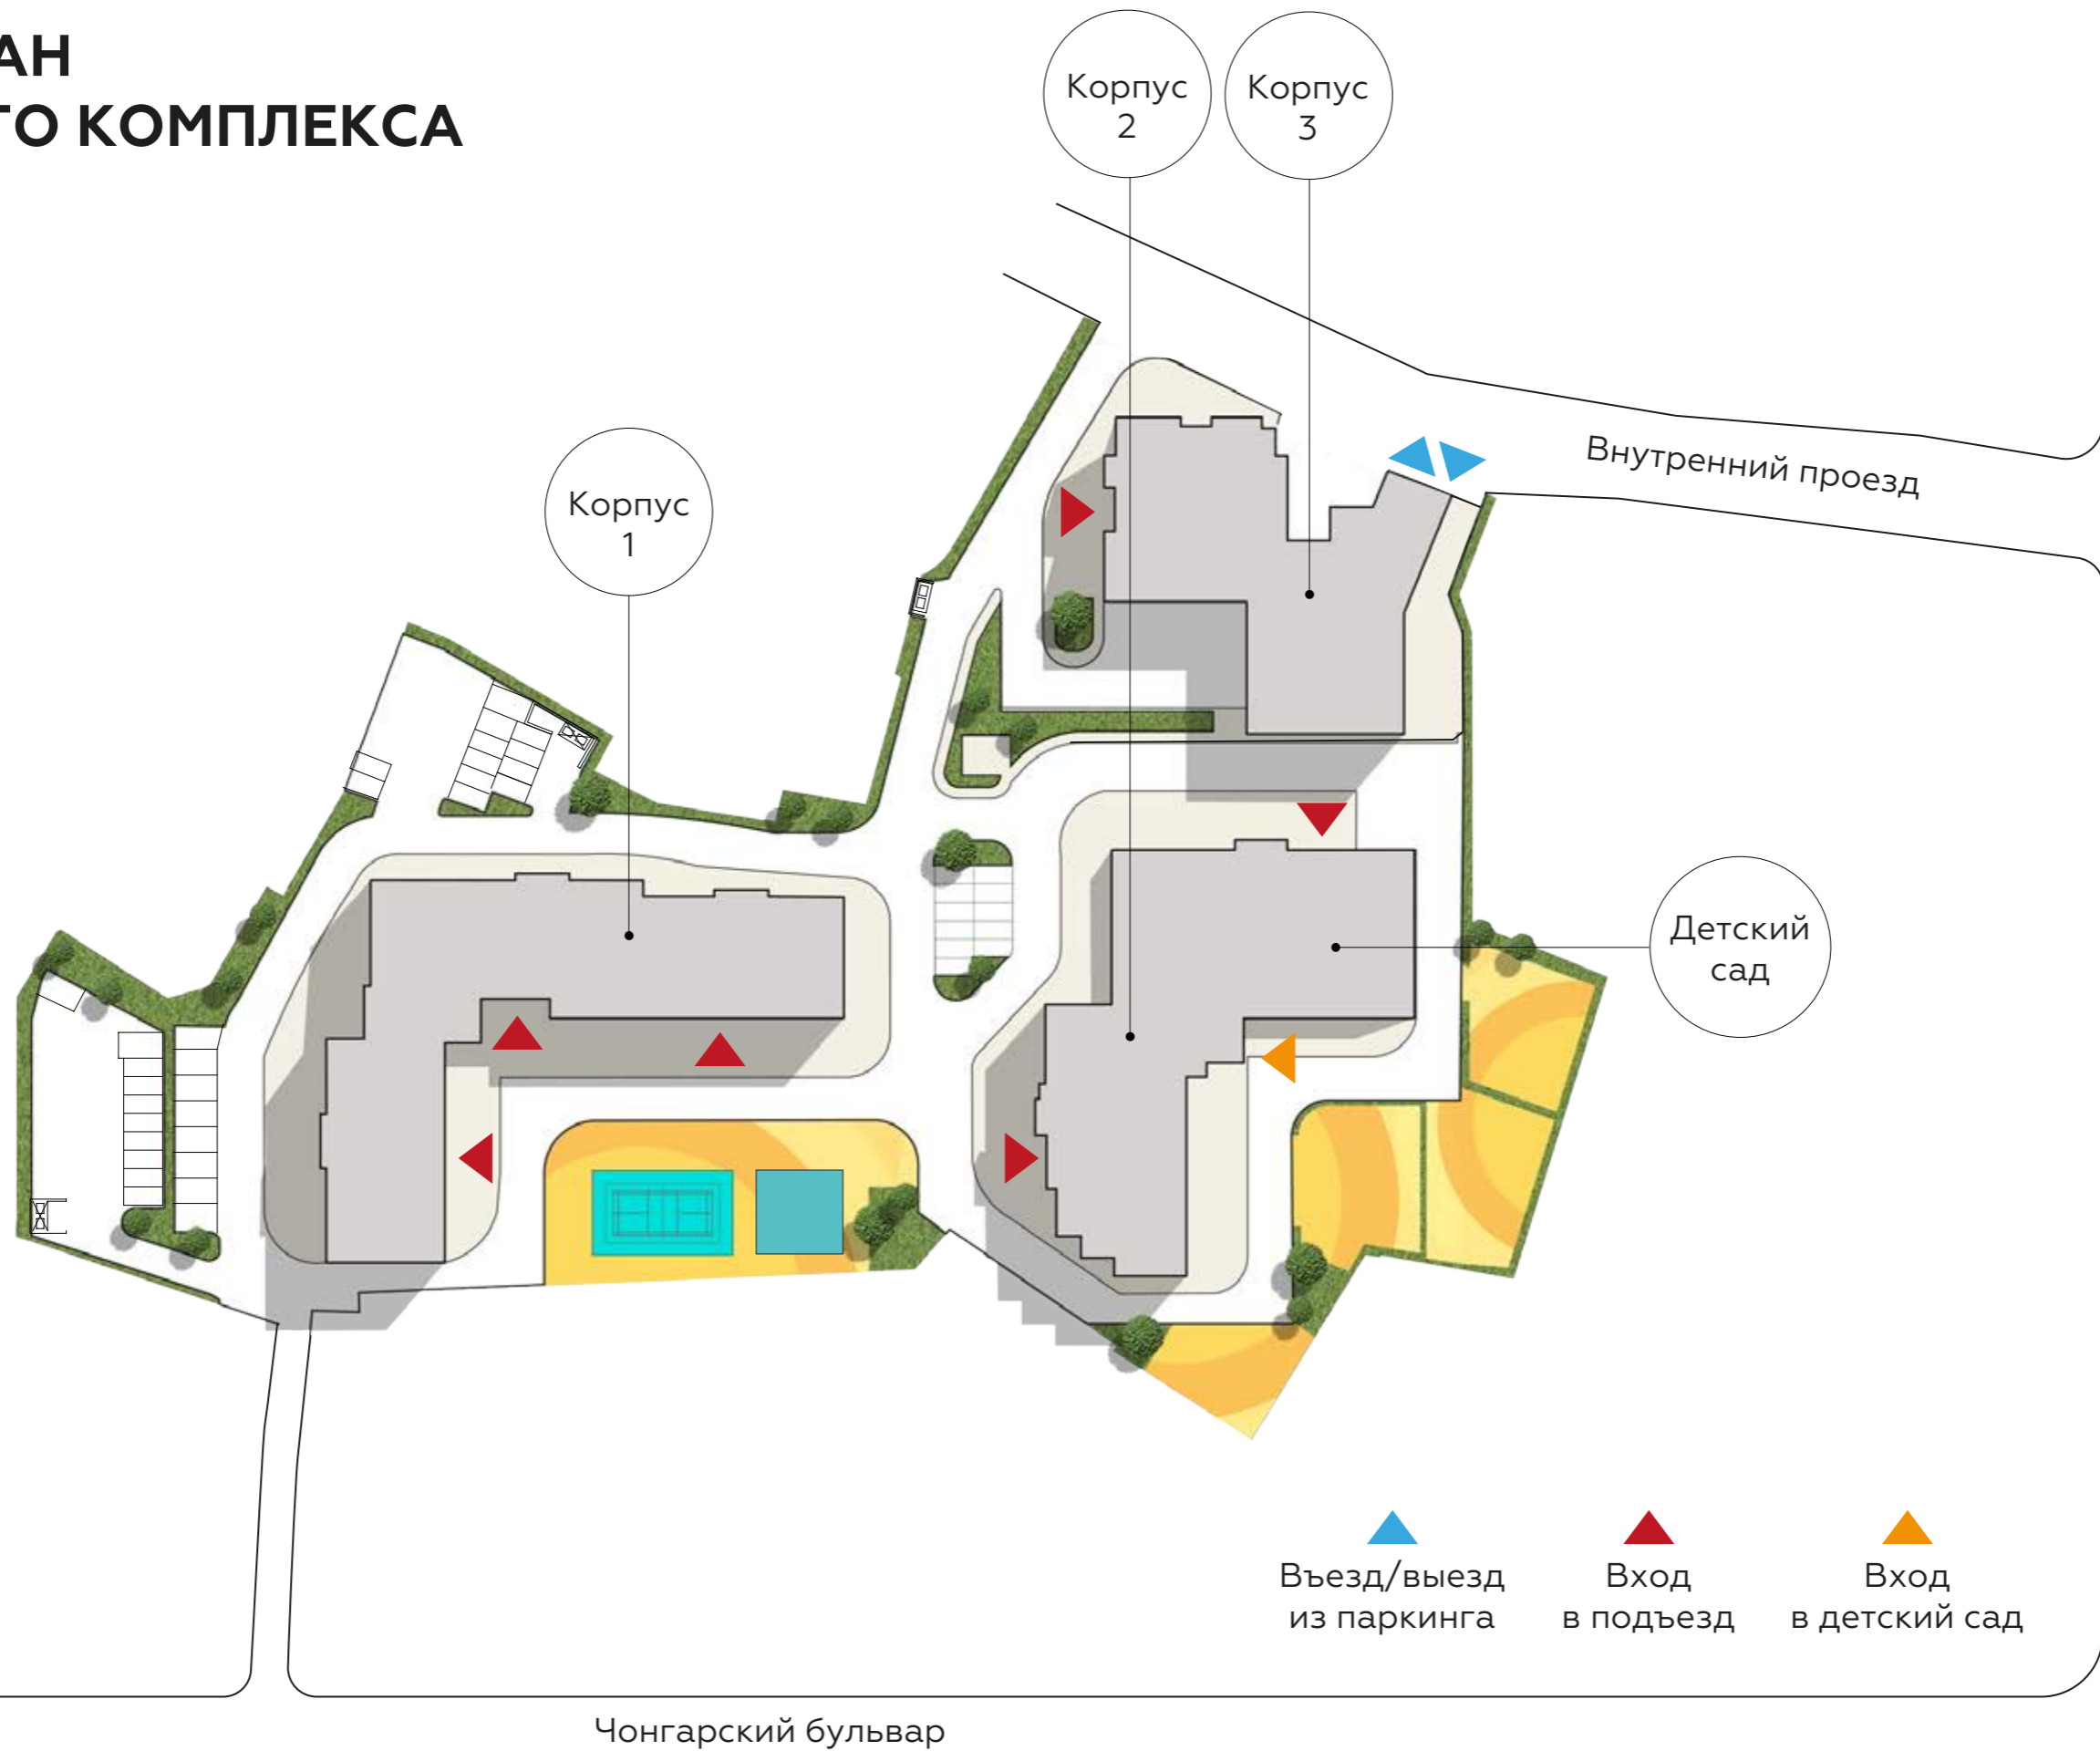 АН
ГО КОМПЛЕКСА
Корпус
2
Корпус
3
Внутренний проезд
Корпус
1
Детский
сад
Въезд/выезд
из паркинга
Вход
в подъезд
Вход
в детский сад
Чонгарский бульвар